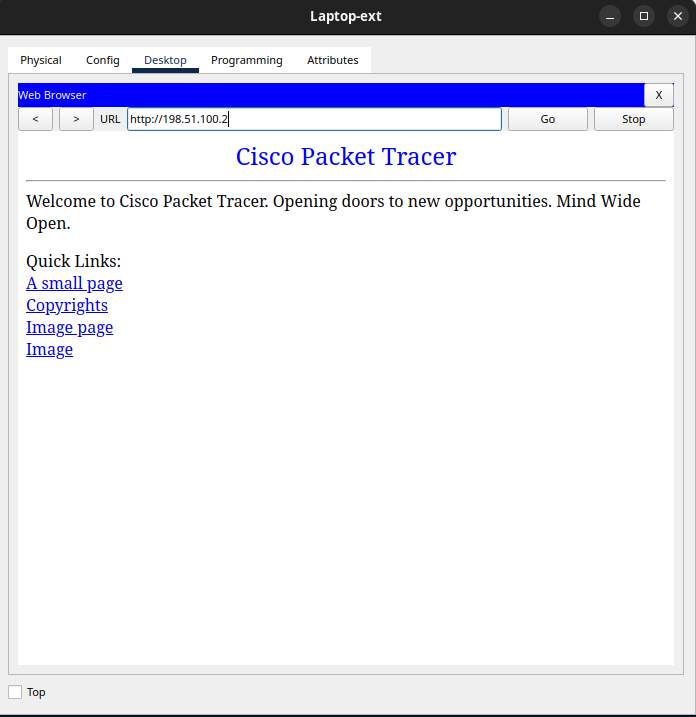 Laptop-ext
Physical Config Desktop Programming Attributes
Web Browser X
< > URL http://198.51.100.2 Go Stop
Cisco Packet Tracer
Welcome to Cisco Packet Tracer. Opening doors to new opportunities. Mind Wide
Open.
Quick Links:
A small page
Copyrights
Image page
Image
Top